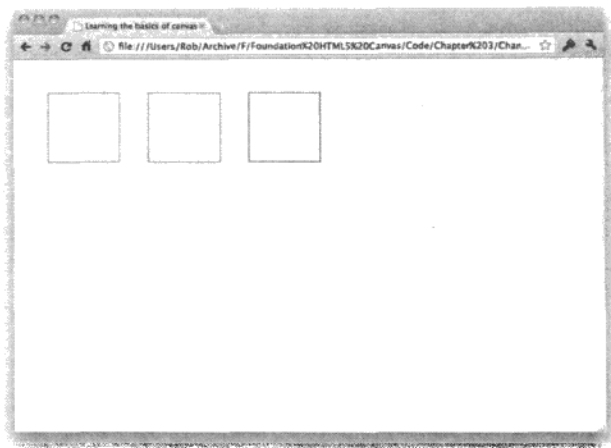 Learning the basics of canvas
file:///Users/Rob/Archive/F/Foundation%20HTML5%20Canvas/Code/Chapter%203/Chan...